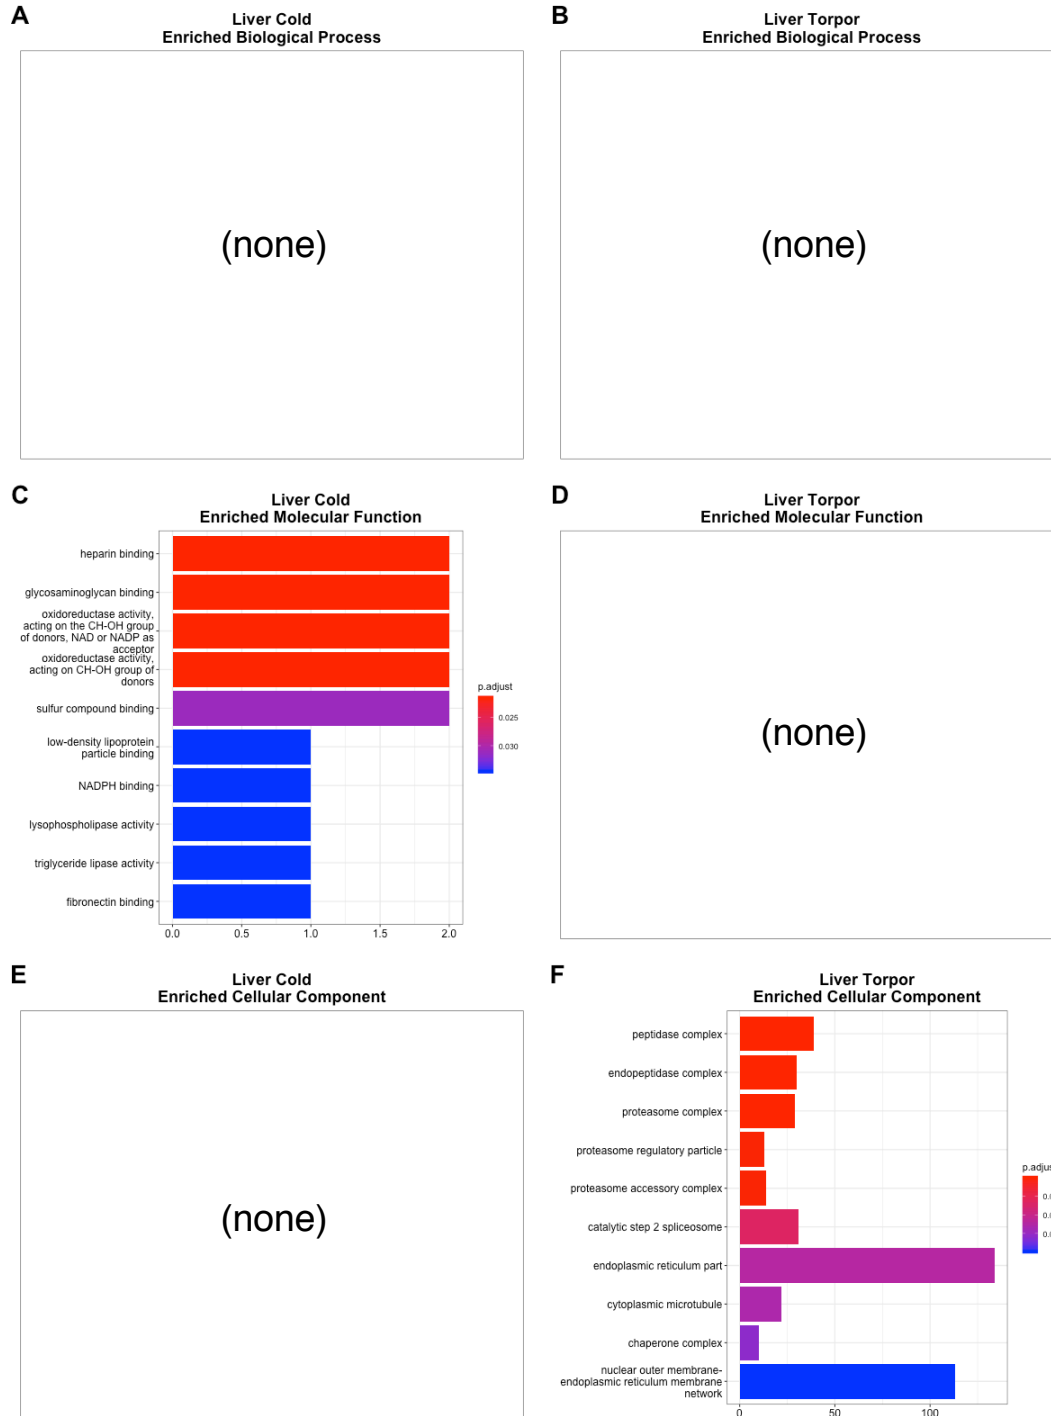 A
Liver Cold
Enriched Biological Process
(none)
B
Liver Torpor
Enriched Biological Process
(none)
C
Liver Cold
Enriched Molecular Function
heparin binding
glycosaminoglycan binding
oxidoreductase activity,
acting on the CH-OH group
of donors, NAD or NADP as
acceptor
oxidoreductase activity,
acting on CH-OH group of
donors
sulfur compound binding
low-density lipoprotein
particle binding
NADPH binding
lysophospholipase activity
triglyceride lipase activity
fibronectin binding
0.0 0.5 1.0 1.5 2.0
p.adjust
0.025
0.030
D
Liver Torpor
Enriched Molecular Function
(none)
E
Liver Cold
Enriched Cellular Component
(none)
F
Liver Torpor
Enriched Cellular Component
peptidase complex
endopeptidase complex
proteasome complex
proteasome regulatory particle
proteasome accessory complex
catalytic step 2 spliceosome
endoplasmic reticulum part
cytoplasmic microtubule
chaperone complex
nuclear outer membrane-
endoplasmic reticulum membrane
network
0 50 100